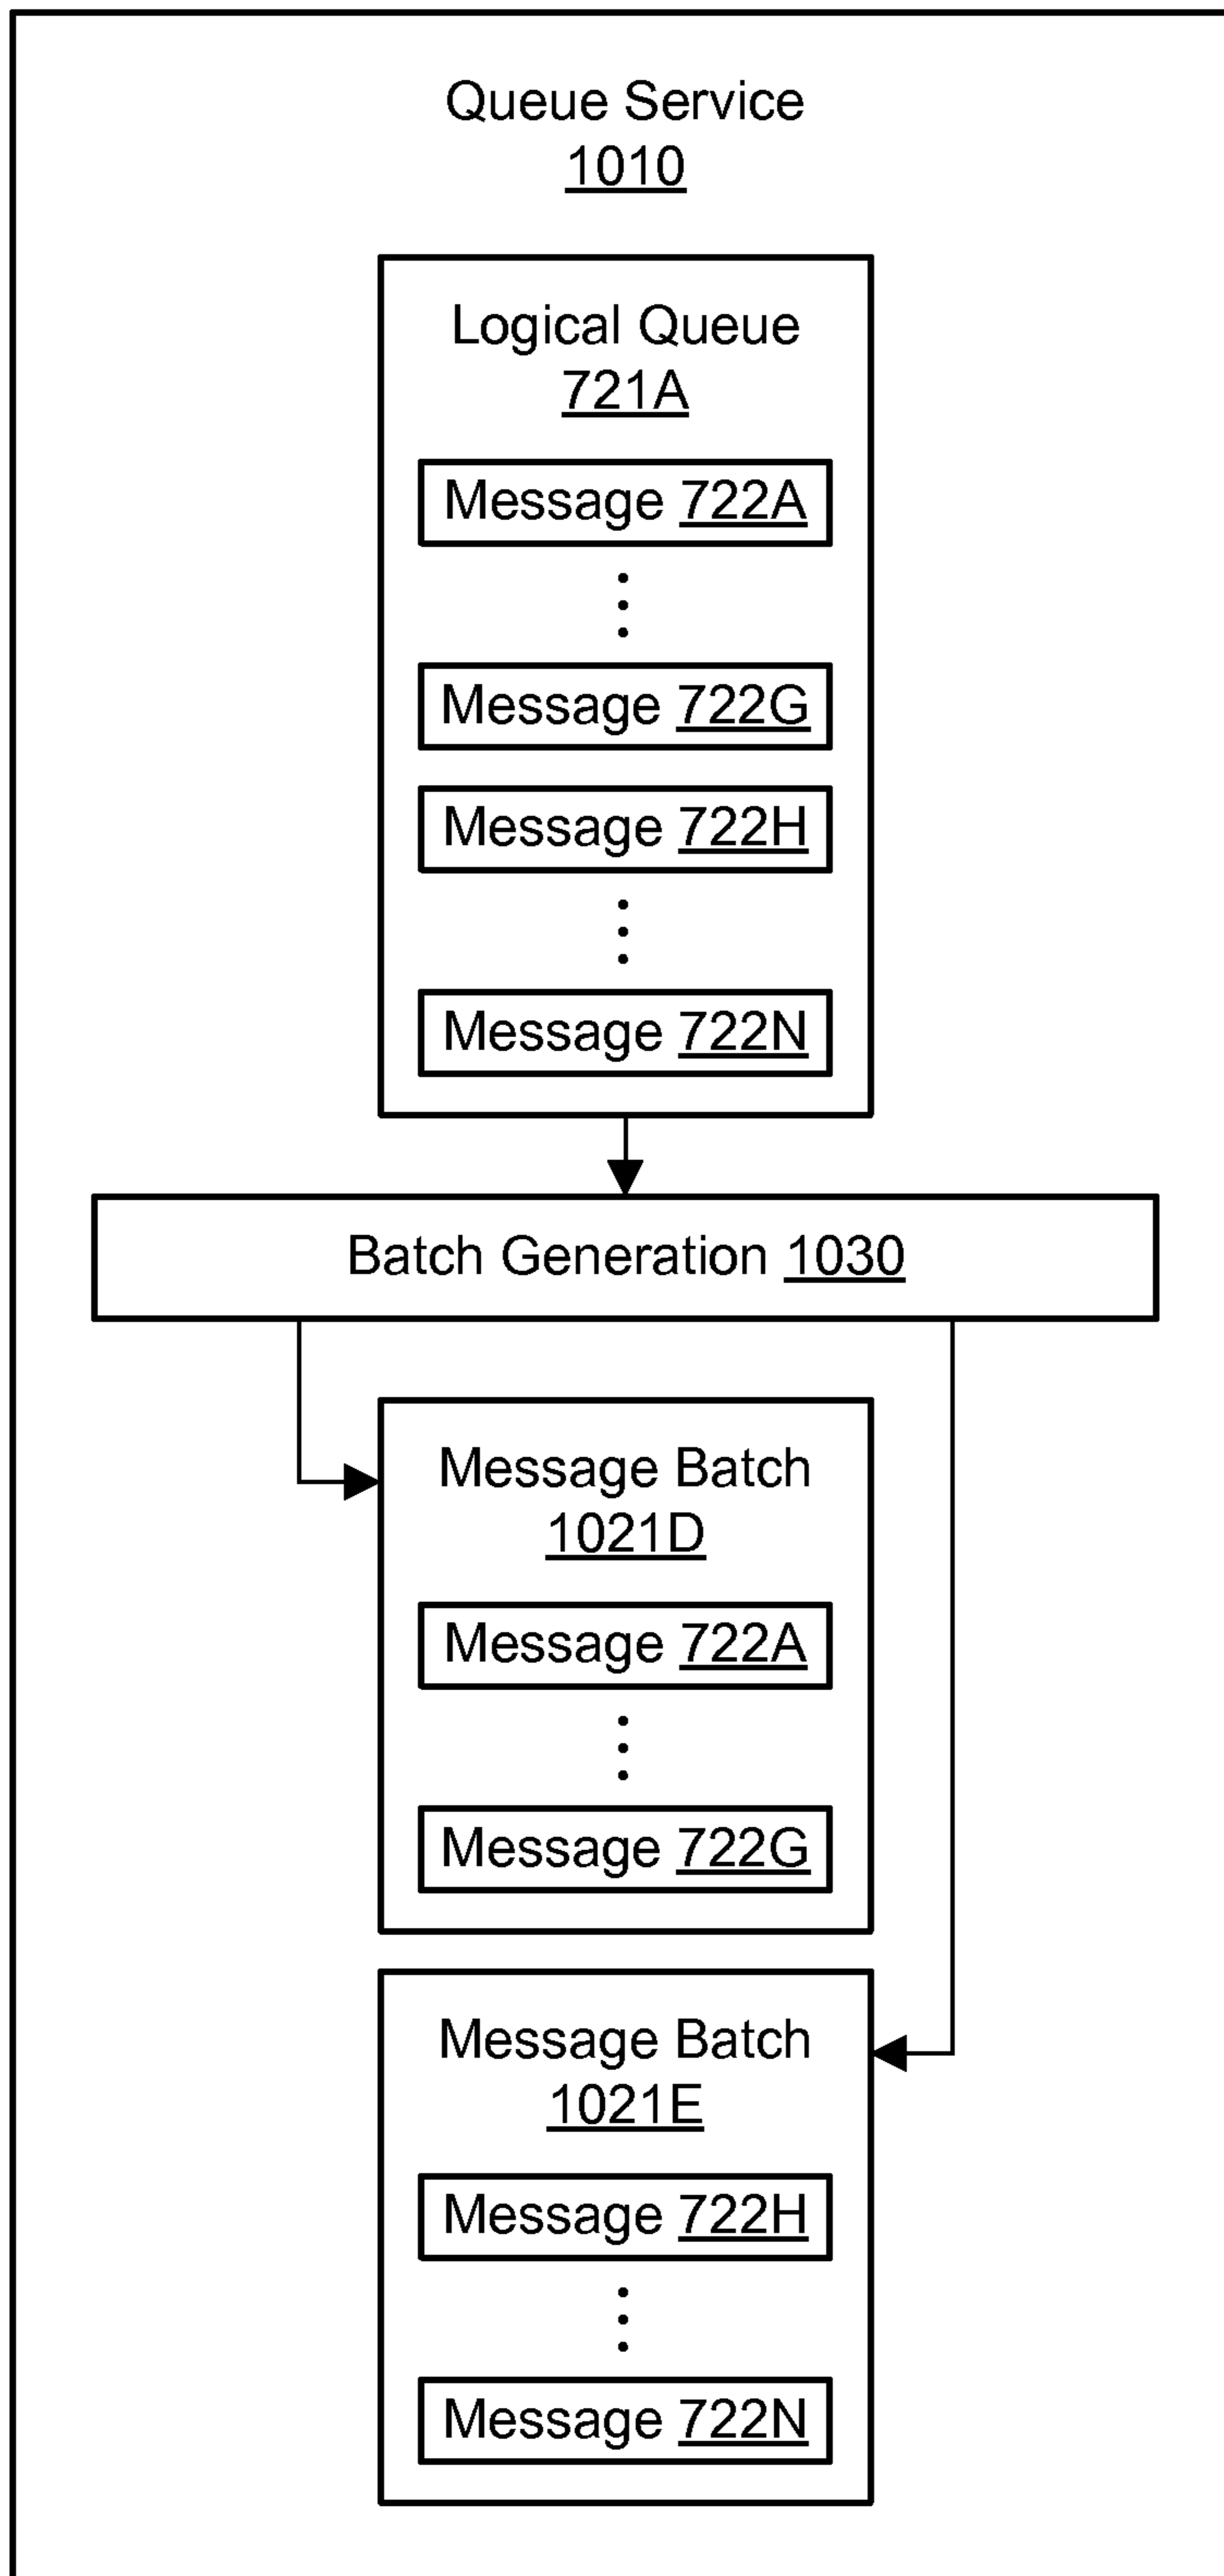 Queue Service
1010
Logical Queue
721A
Message 722A
Message 722G
Message 722H
Message 722N
Batch Generation 1030
Message Batch
1021D
Message 722A
Message 722G
Message Batch
1021E
Message 722H
Message 722N